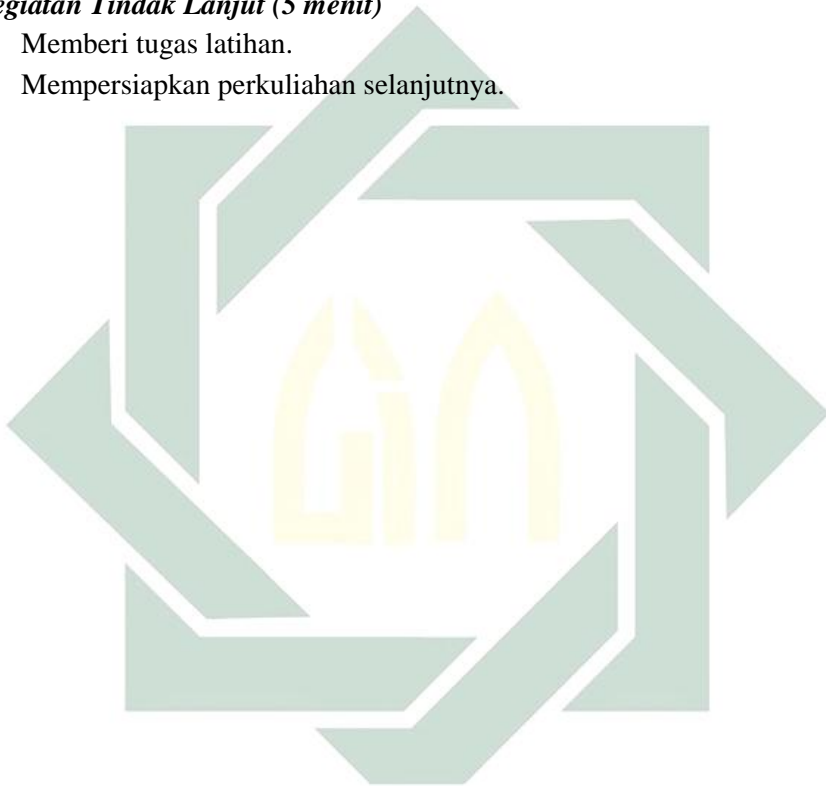 egiatan Tindak Lanjut (5 menit)
Memberi tugas latihan.
Mempersiapkan perkuliahan selanjutnya.